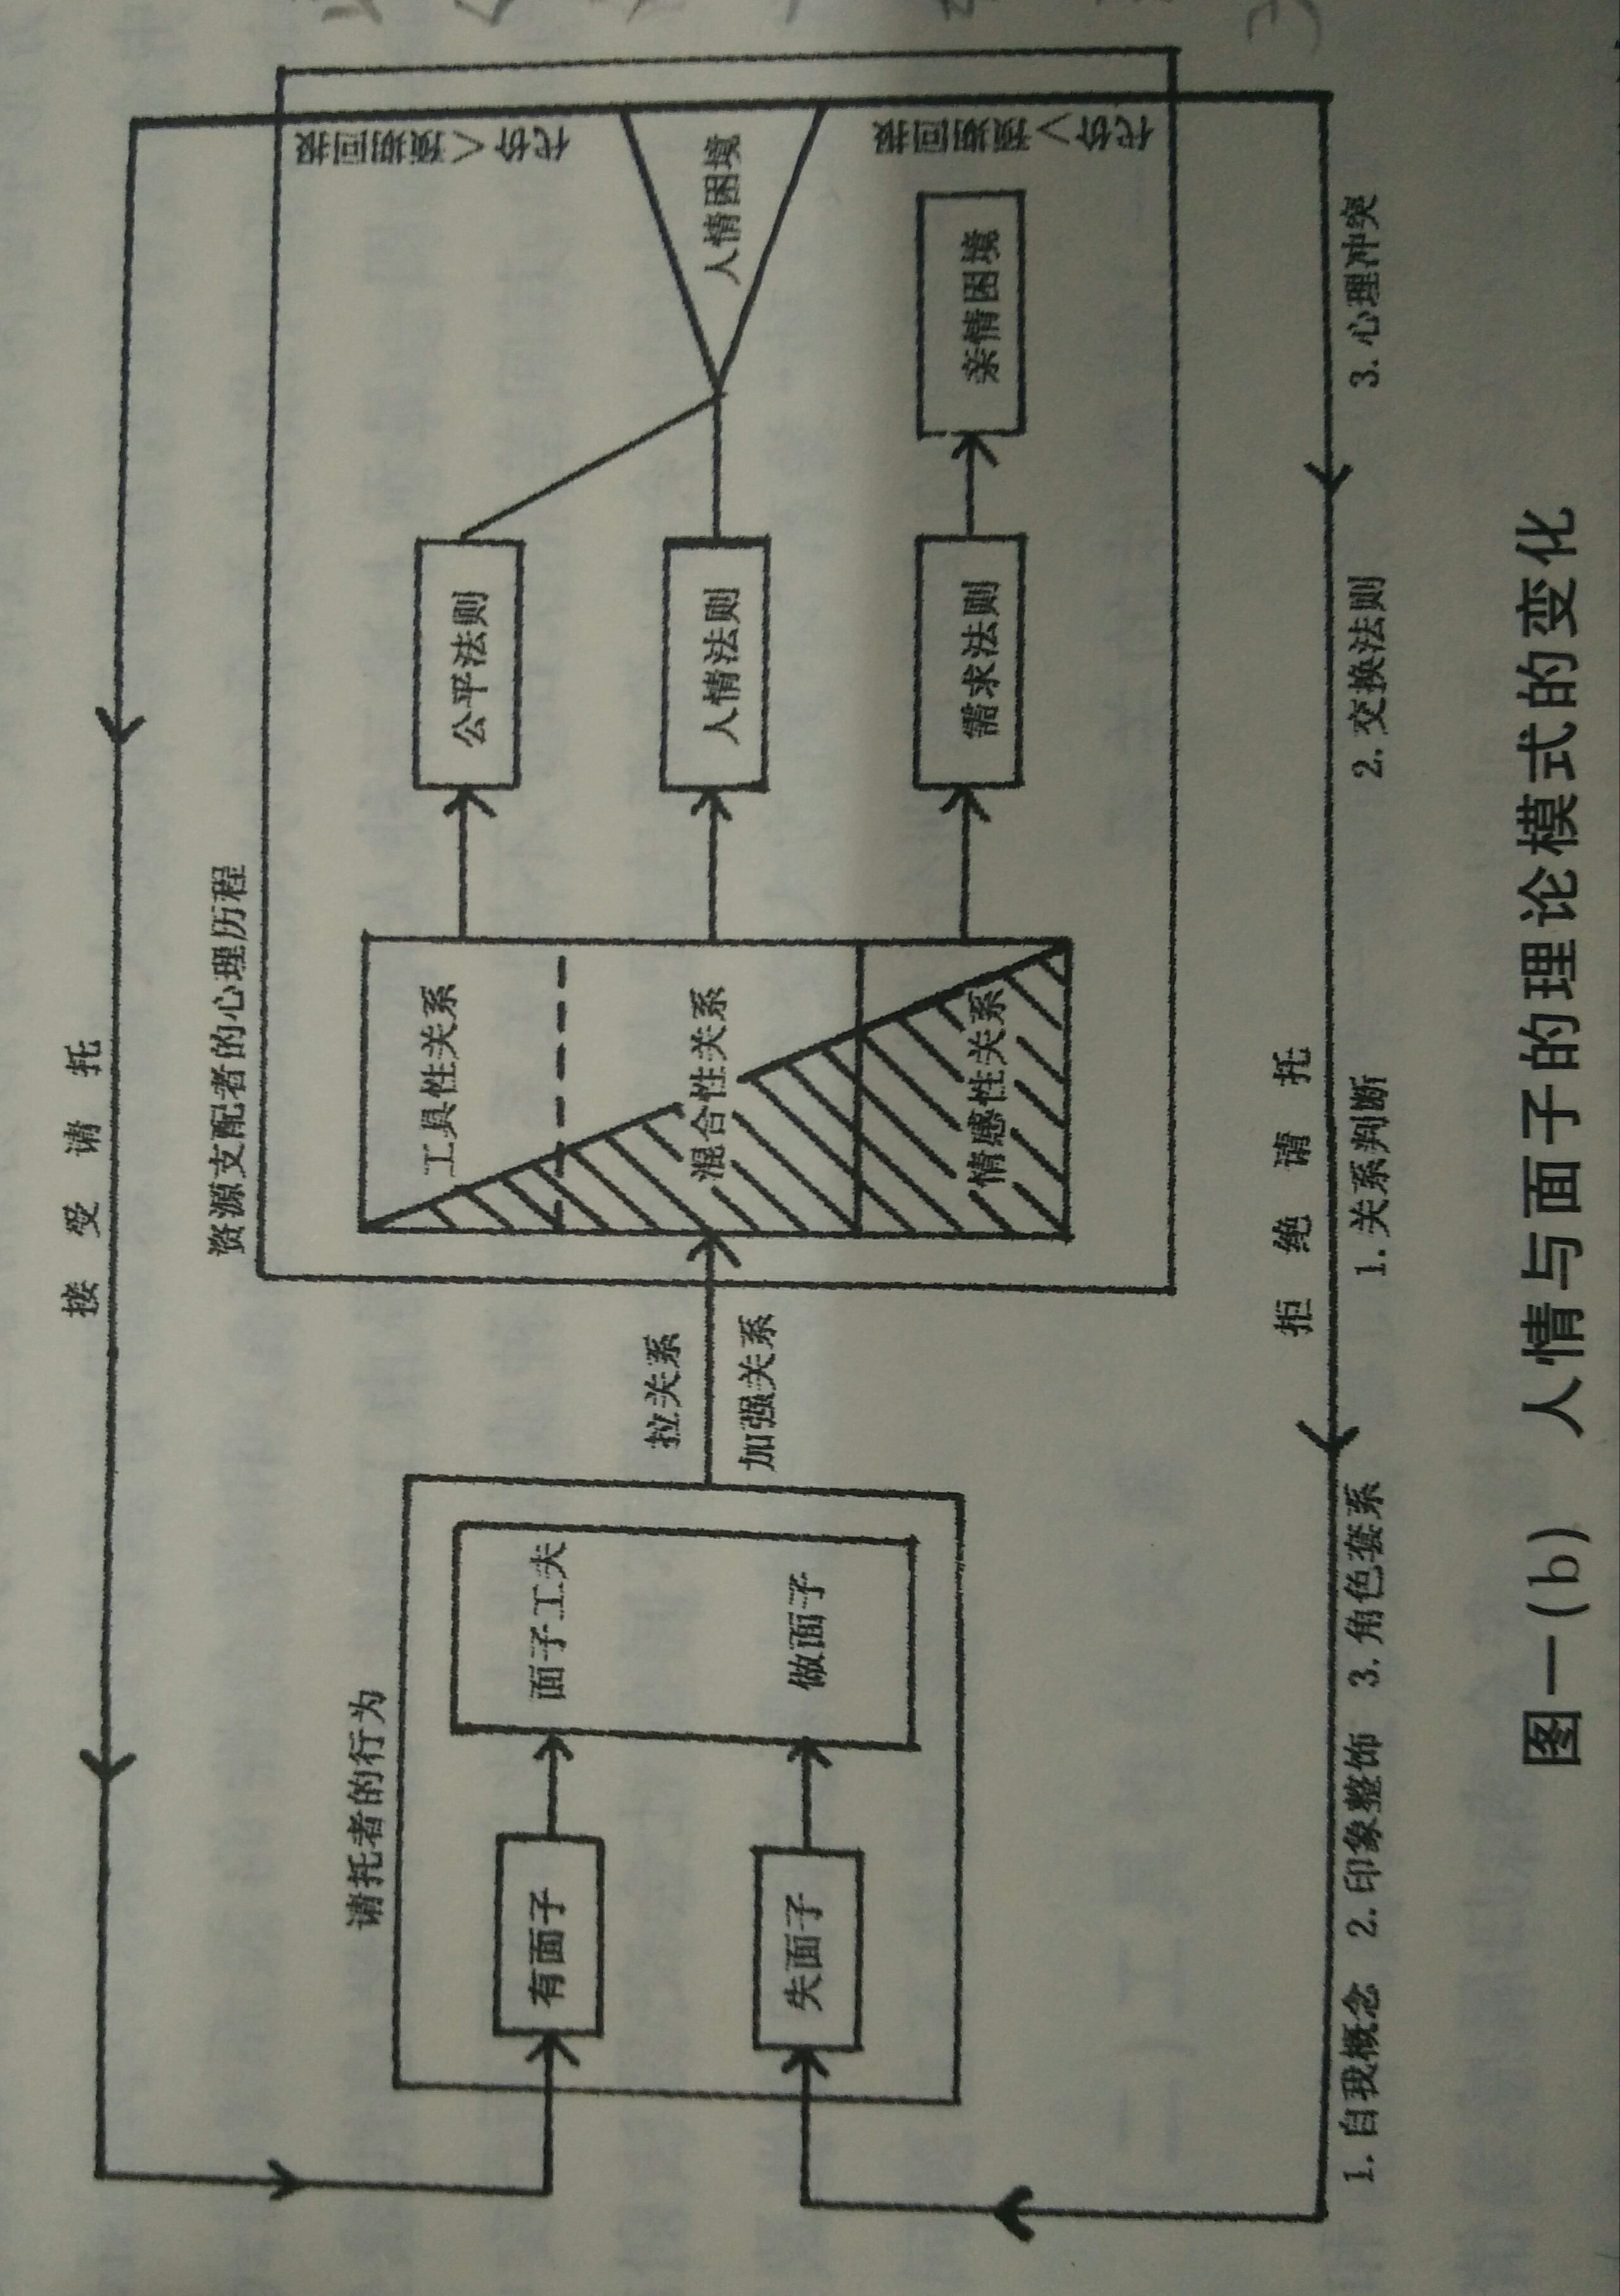 接受请托
资源支配者的心理历程
请托者的行为
有面子
面子工夫
失面子
做面子
拉关系
加强关系
工具性关系
混合性关系
情感性关系
公平法则
人情法则
需求法则
人情困境
亲情困境
代价<预期回报
代价>预期回报
拒绝请托
1.自我概念 2.印象整饰 3.角色套系
1.关系判断 2.交换法则 3.心理冲突
图一(b) 人情与面子的理论模式的变化